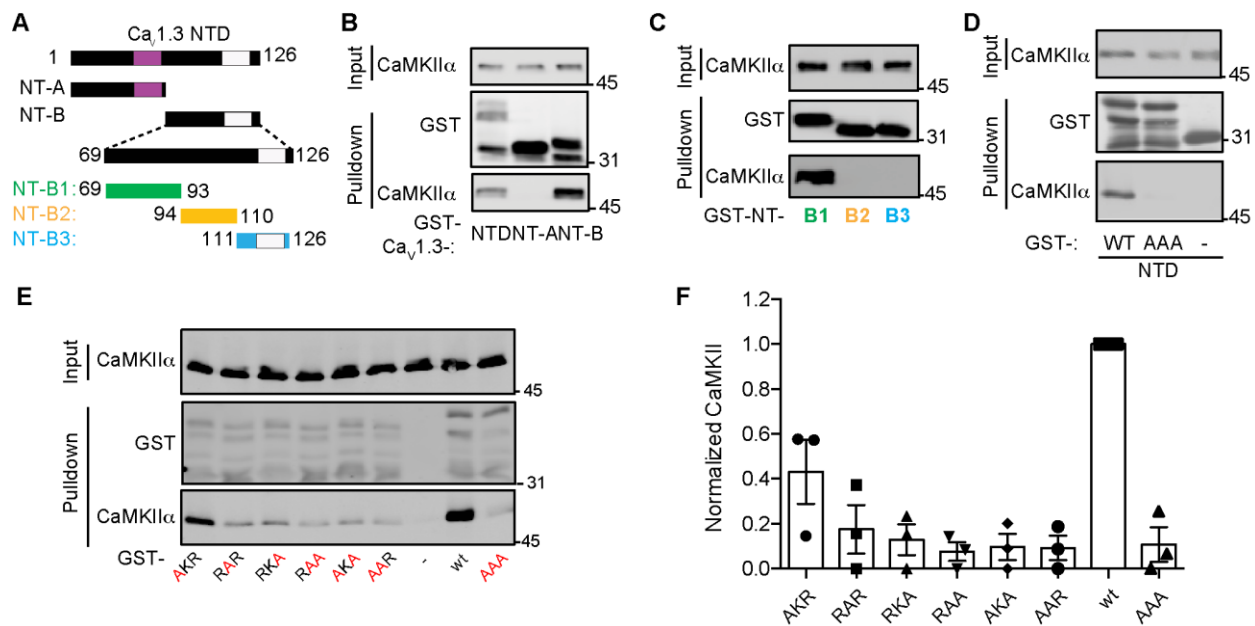 A
Cav1.3 NTD
1
126
NT-A
NT-B
69
126
NT-B1:
69
93
NT-B2:
94
110
NT-B3:
111
126
B
Input
CaMKIIα
45
Pulldown
GST
31
CaMKIIα
45
GST-
Cav1.3-:
NTD NT-A NT-B
C
Input
CaMKIIα
45
Pulldown
GST
31
CaMKIIα
45
GST-NT-
B1
B2
B3
D
Input
CaMKIIα
45
Pulldown
GST
31
CaMKIIα
45
GST-:
WT
AAA
-
NTD
E
Input
CaMKIIα
45
Pulldown
GST
31
CaMKIIα
45
GST-
AKR
RAR
RKA
RAA
AKA
AAR
-
wt
AAA
F
Normalized CaMKII
1.2
1.0
0.8
0.6
0.4
0.2
0.0
AKR
RAR
RKA
RAA
AKA
AAR
wt
AAA